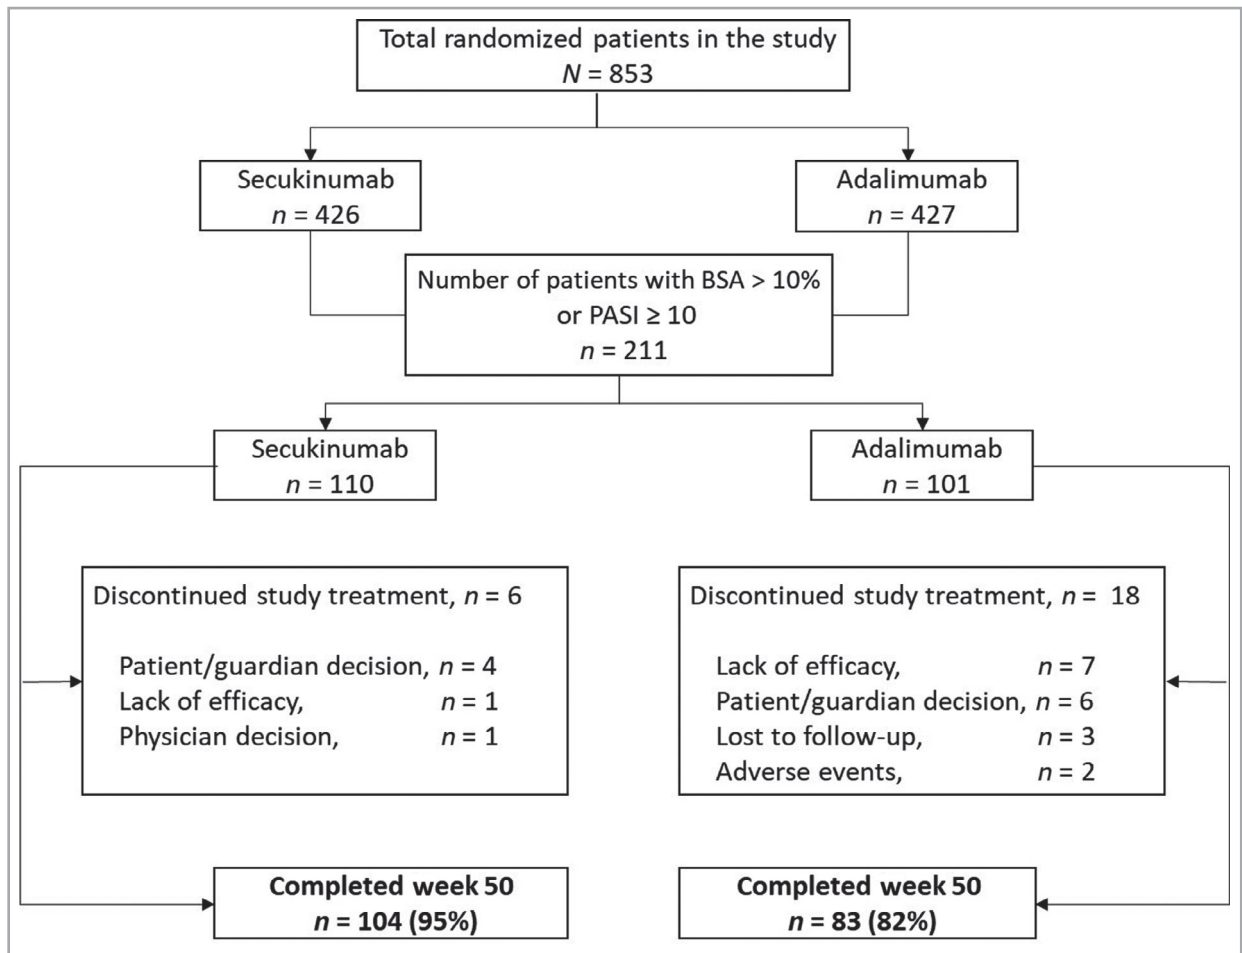 Total randomized patients in the study
N = 853
Secukinumab
n = 426
Adalimumab
n = 427
Number of patients with BSA > 10%
or PASI ≥ 10
n = 211
Secukinumab
n = 110
Adalimumab
n = 101
Discontinued study treatment, n = 6
Patient/guardian decision, n = 4
Lack of efficacy, n = 1
Physician decision, n = 1
Discontinued study treatment, n = 18
Lack of efficacy, n = 7
Patient/guardian decision, n = 6
Lost to follow-up, n = 3
Adverse events, n = 2
Completed week 50
n = 104 (95%)
Completed week 50
n = 83 (82%)